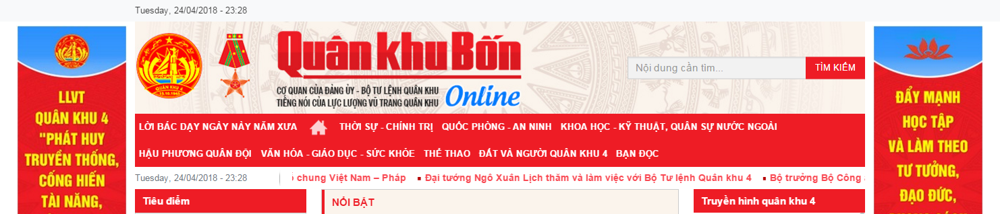 Tuesday, 24/04/2018 - 23:28
LLVT
QUÂN KHU 4
"PHÁT HUY
TRUYỀN THỐNG,
CỐNG HIẾN
TÀI NĂNG,
QUÂN KHU 4
15.10.1945
Quân khu Bốn
CƠ QUAN CỦA ĐẢNG ỦY - BỘ TƯ LỆNH QUÂN KHU
TIẾNG NÓI CỦA LỰC LƯỢNG VŨ TRANG QUÂN KHU
Online
Nội dung cần tìm...
TÌM KIẾM
LỜI BÁC DẠY NGÀY NÀY NĂM XƯA THỜI SỰ - CHÍNH TRỊ QUỐC PHÒNG - AN NINH KHOA HỌC - KỸ THUẬT, QUÂN SỰ NƯỚC NGOÀI
HẬU PHƯƠNG QUÂN ĐỘI VĂN HÓA - GIÁO DỤC - SỨC KHỎE THỂ THAO ĐẤT VÀ NGƯỜI QUÂN KHU 4 BẠN ĐỌC
Tuesday, 24/04/2018 - 23:28 chung Việt Nam – Pháp Đại tướng Ngô Xuân Lịch thăm và làm việc với Bộ Tư lệnh Quân khu 4 Bộ trưởng Bộ Công
Tiêu điểm
NỔI BẬT
Truyền hình quân khu 4
ĐẨY MẠNH
HỌC TẬP
VÀ LÀM THEO
TƯ TƯỞNG,
ĐẠO ĐỨC,